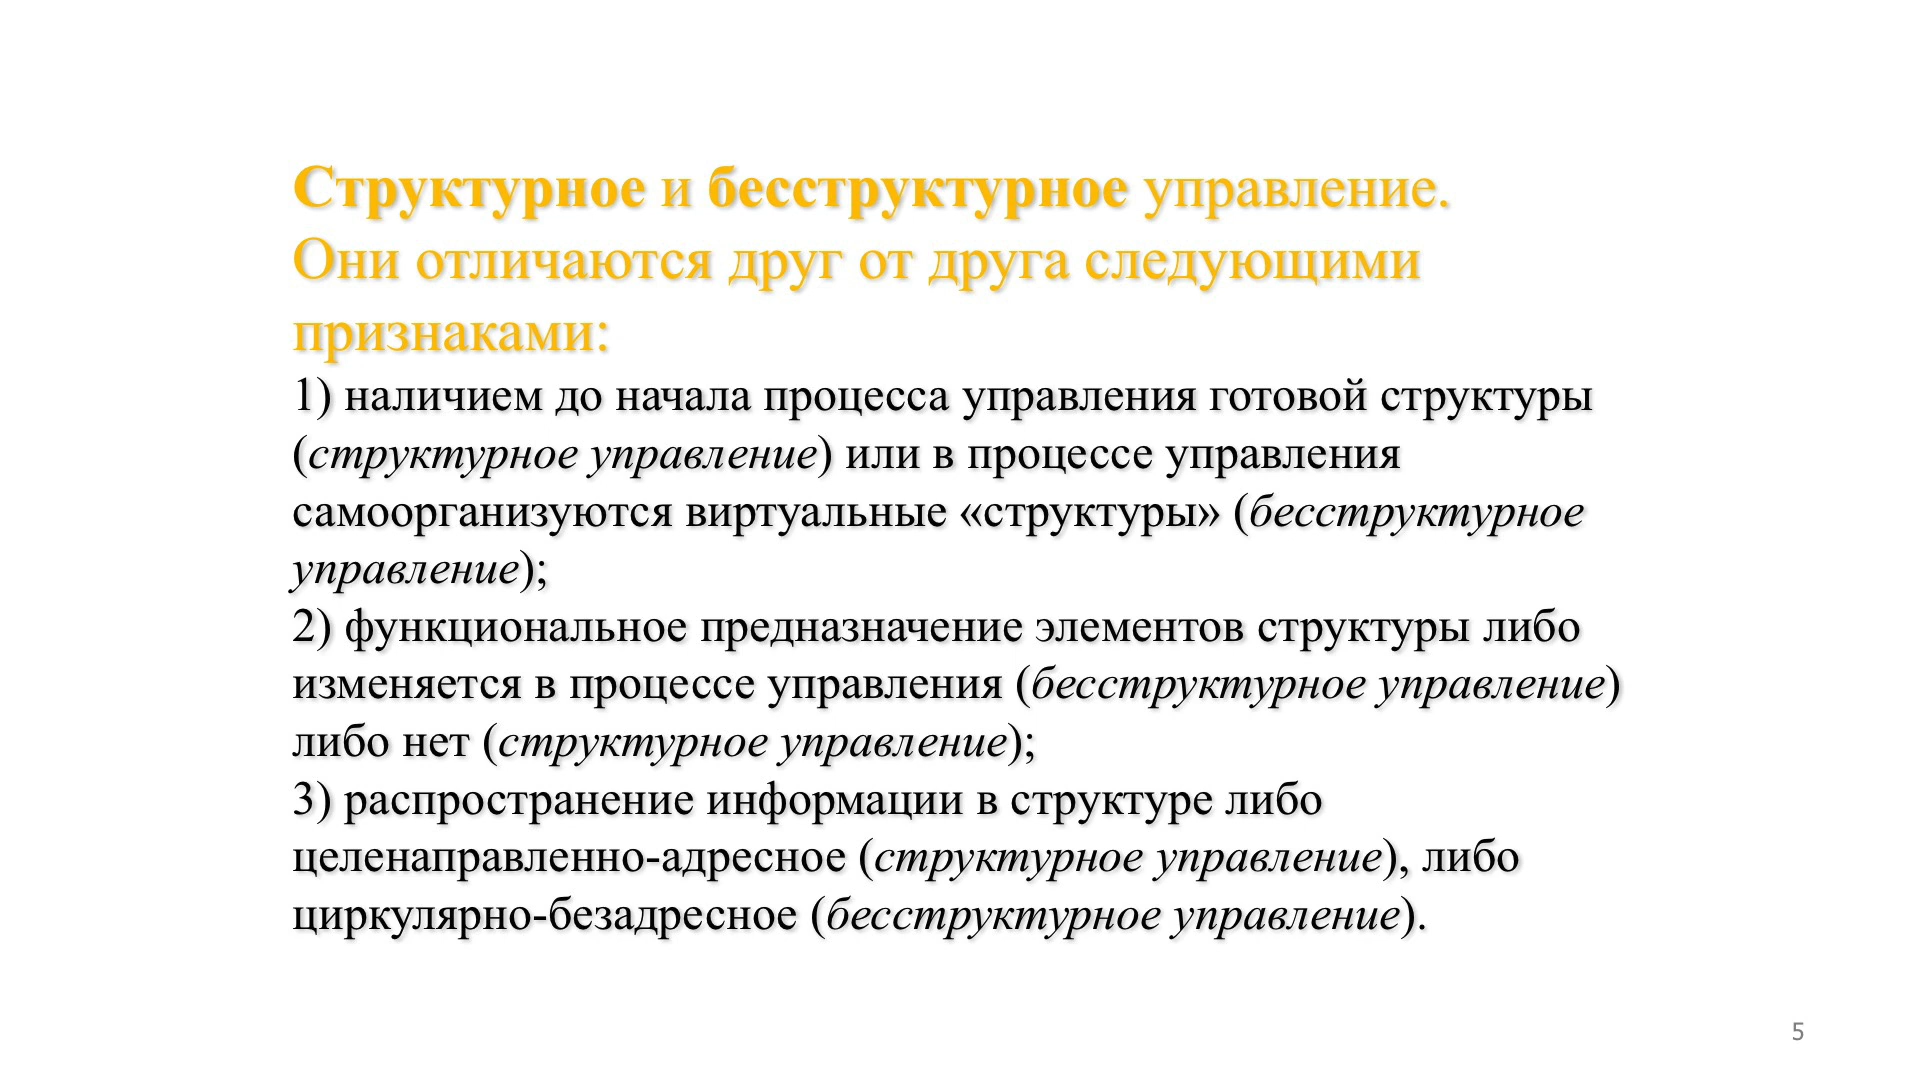 Структурное и бесструктурное управление.
Они отличаются друг от друга следующими
признаками:
1) наличием до начала процесса управления готовой структуры
(структурное управление) или в процессе управления
самоорганизуются виртуальные «структуры» (бесструктурное
управление);
2) функциональное предназначение элементов структуры либо
изменяется в процессе управления (бесструктурное управление)
либо нет (структурное управление);
3) распространение информации в структуре либо
целенаправленно-адресное (структурное управление), либо
циркулярно-безадресное (бесструктурное управление).
5